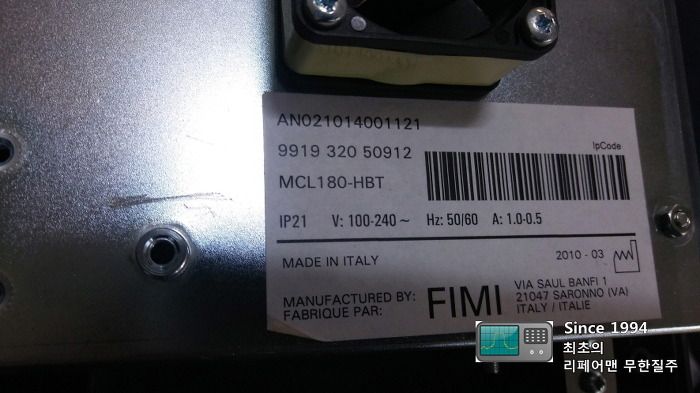 AN021014001121
9919 320 50912
IpCode
MCL180-HBT
IP21 V: 100-240~ Hz: 50/60 A: 1.0-0.5
MADE IN ITALY
2010 - 03
MANUFACTURED BY:
FABRIQUE PAR:
FIMI
VIA SAUL BANFI 1
21047 SARONNO (VA)
ITALY / ITALIE
Since 1994
최초의
리페어맨 무한질주